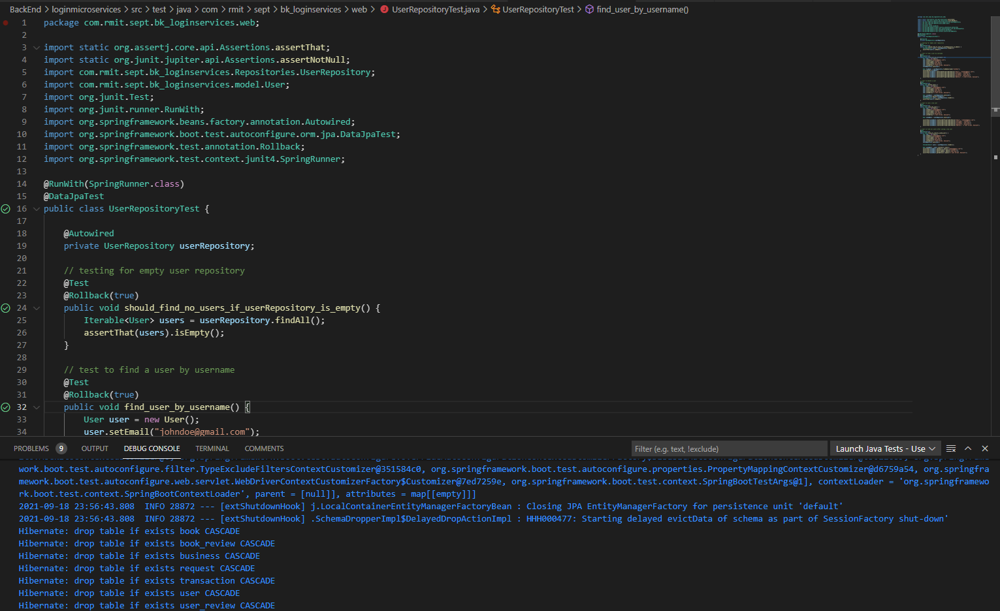 BackEnd > loginmicroservices > src > test > java > com > rmit > sept > bk_loginservices > web > UserRepositoryTest.java > UserRepositoryTest > find_user_by_username()
1 package com.rmit.sept.bk_loginservices.web;
2
3 import static org.assertj.core.api.Assertions.assertThat;
4 import static org.junit.jupiter.api.Assertions.assertNotNull;
5 import com.rmit.sept.bk_loginservices.Repositories.UserRepository;
6 import com.rmit.sept.bk_loginservices.model.User;
7 import org.junit.Test;
8 import org.junit.runner.RunWith;
9 import org.springframework.beans.factory.annotation.Autowired;
10 import org.springframework.boot.test.autoconfigure.orm.jpa.DataJpaTest;
11 import org.springframework.test.annotation.Rollback;
12 import org.springframework.test.context.junit4.SpringRunner;
13
14 @RunWith(SpringRunner.class)
15 @DataJpaTest
16 public class UserRepositoryTest {
17
18 @Autowired
19 private UserRepository userRepository;
20
21 // testing for empty user repository
22 @Test
23 @Rollback(true)
24 public void should_find_no_users_if_userRepository_is_empty() {
25 Iterable<User> users = userRepository.findAll();
26 assertThat(users).isEmpty();
27 }
28
29 // test to find a user by username
30 @Test
31 @Rollback(true)
32 public void find_user_by_username() {
33 User user = new User();
34 user.setEmail("johndoe@gmail.com");
PROBLEMS 9 OUTPUT DEBUG CONSOLE TERMINAL COMMENTS Filter (e.g. text, !exclude) Launch Java Tests - Use
work.boot.test.autoconfigure.filter.TypeExcludeFiltersContextCustomizer@351584c0, org.springframework.boot.test.autoconfigure.properties.PropertyMappingContextCustomizer@d6759a54, org.springfra
mework.boot.test.autoconfigure.web.servlet.WebDriverContextCustomizerFactory$Customizer@7ed7259e, org.springframework.boot.test.context.SpringBootTestArgs@1], contextLoader = 'org.springframewo
rk.boot.test.context.SpringBootContextLoader', parent = [null]], attributes = map[[empty]]]
2021-09-18 23:56:43.808 INFO 28872 --- [extShutdownHook] j.LocalContainerEntityManagerFactoryBean : Closing JPA EntityManagerFactory for persistence unit 'default'
2021-09-18 23:56:43.808 INFO 28872 --- [extShutdownHook] .SchemaDropperImpl$DelayedDropActionImpl : HHH000477: Starting delayed evictData of schema as part of SessionFactory shut-down'
Hibernate: drop table if exists book CASCADE
Hibernate: drop table if exists book_review CASCADE
Hibernate: drop table if exists business CASCADE
Hibernate: drop table if exists request CASCADE
Hibernate: drop table if exists transaction CASCADE
Hibernate: drop table if exists user CASCADE
Hibernate: drop table if exists user_review CASCADE